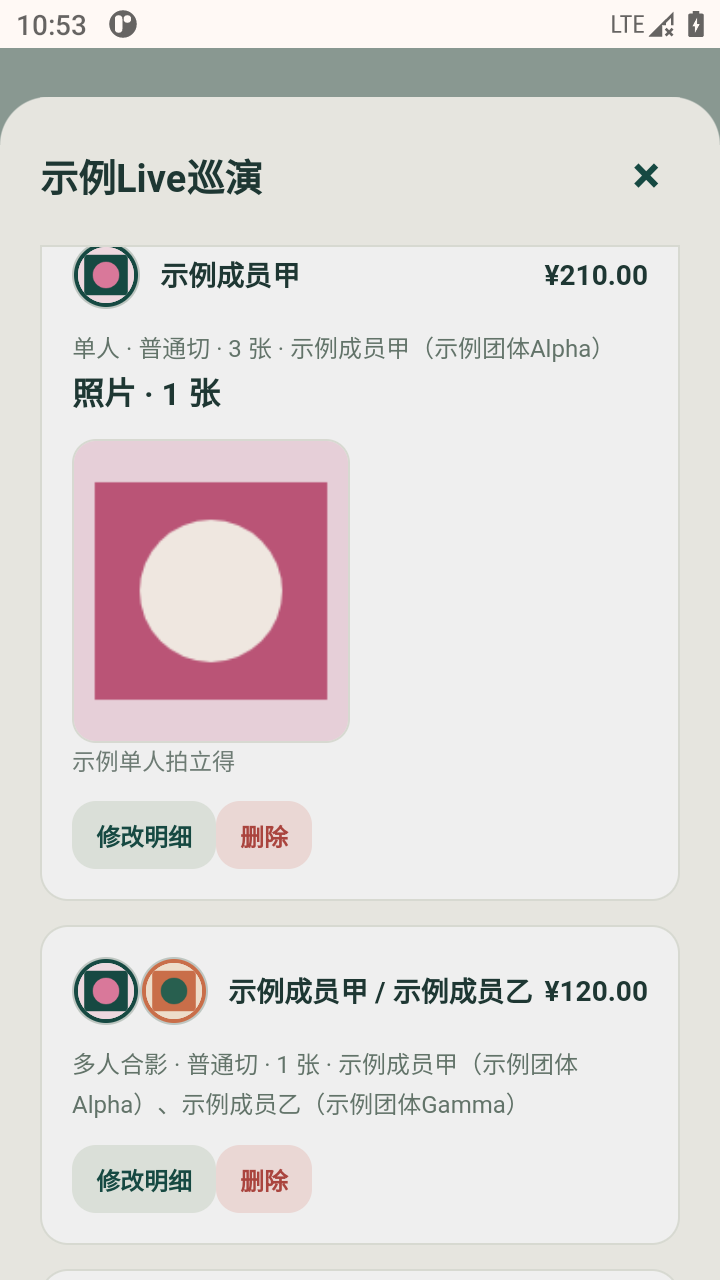 10:53
LTE
示例Live巡演
示例成员甲
¥210.00
单人 · 普通切 · 3 张 · 示例成员甲（示例团体Alpha）
照片 · 1 张
示例单人拍立得
修改明细
删除
示例成员甲 / 示例成员乙
¥120.00
多人合影 · 普通切 · 1 张 · 示例成员甲（示例团体
Alpha）、示例成员乙（示例团体Gamma）
修改明细
删除